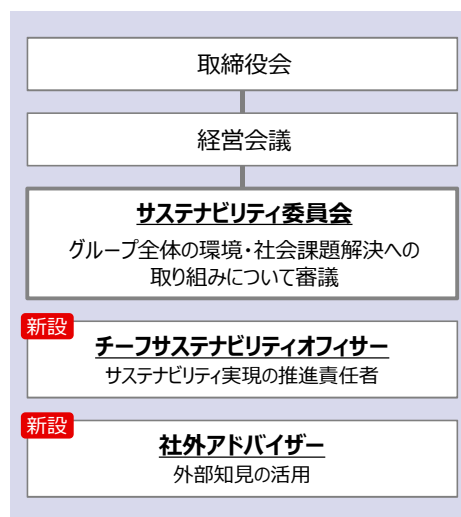 取締役会
経営会議
サステナビリティ委員会
グループ全体の環境・社会課題解決への
取り組みについて審議
新設
チーフサステナビリティオフィサー
サステナビリティ実現の推進責任者
新設
社外アドバイザー
外部知見の活用